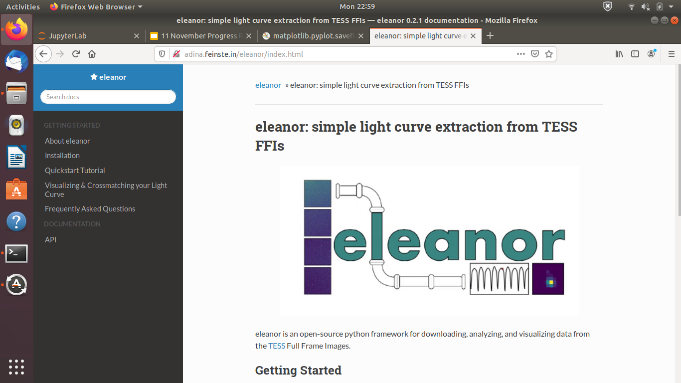 Activities Firefox Web Browser Mon 22:59
eleanor: simple light curve extraction from TESS FFIs — eleanor 0.2.1 documentation - Mozilla Firefox
JupyterLab 11 November Progress R matplotlib.pyplot.savef eleanor: simple light curve e
adina.feinste.in/eleanor/index.html
eleanor
Search docs
GETTING STARTED
About eleanor
Installation
Quickstart Tutorial
Visualizing & Crossmatching your Light
Curve
Frequently Asked Questions
DOCUMENTATION
API
eleanor » eleanor: simple light curve extraction from TESS FFIs
eleanor: simple light curve extraction from TESS
FFIs
eleanor
eleanor is an open-source python framework for downloading, analyzing, and visualizing data from
the TESS Full Frame Images.
Getting Started